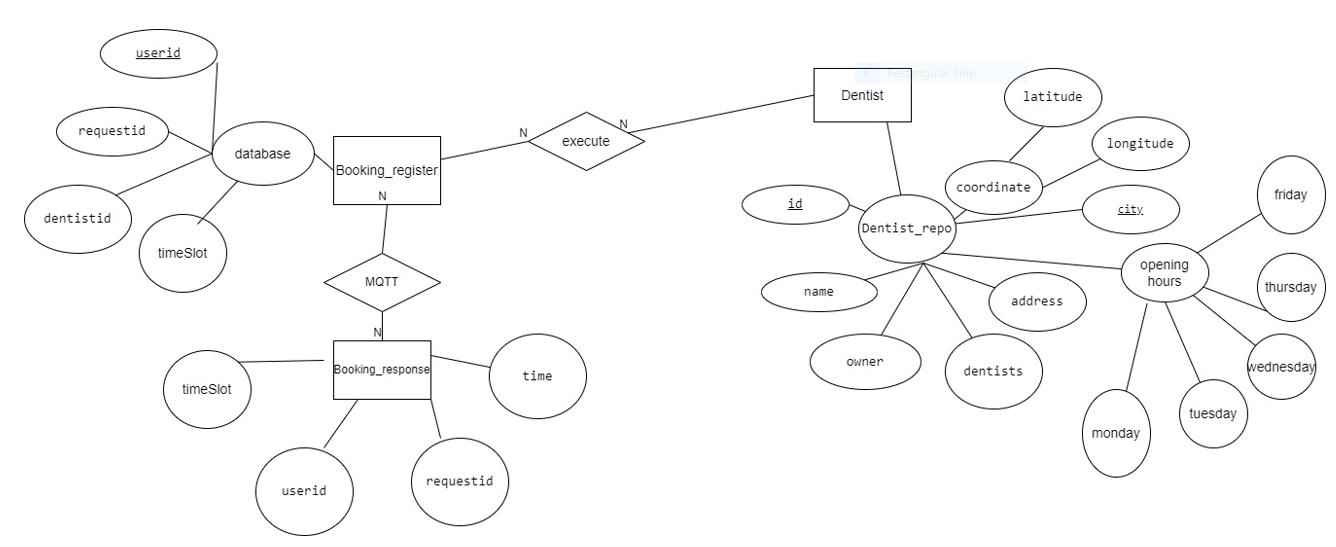 userid
requestid
database
dentistid
timeSlot
Booking_register
N
N
execute
N
Dentist
Rectangular Snip
latitude
longitude
coordinate
id
Dentist_repo
city
friday
opening
hours
thursday
name
address
owner
dentists
wednesday
tuesday
monday
MQTT
N
Booking_response
timeSlot
time
userid
requestid